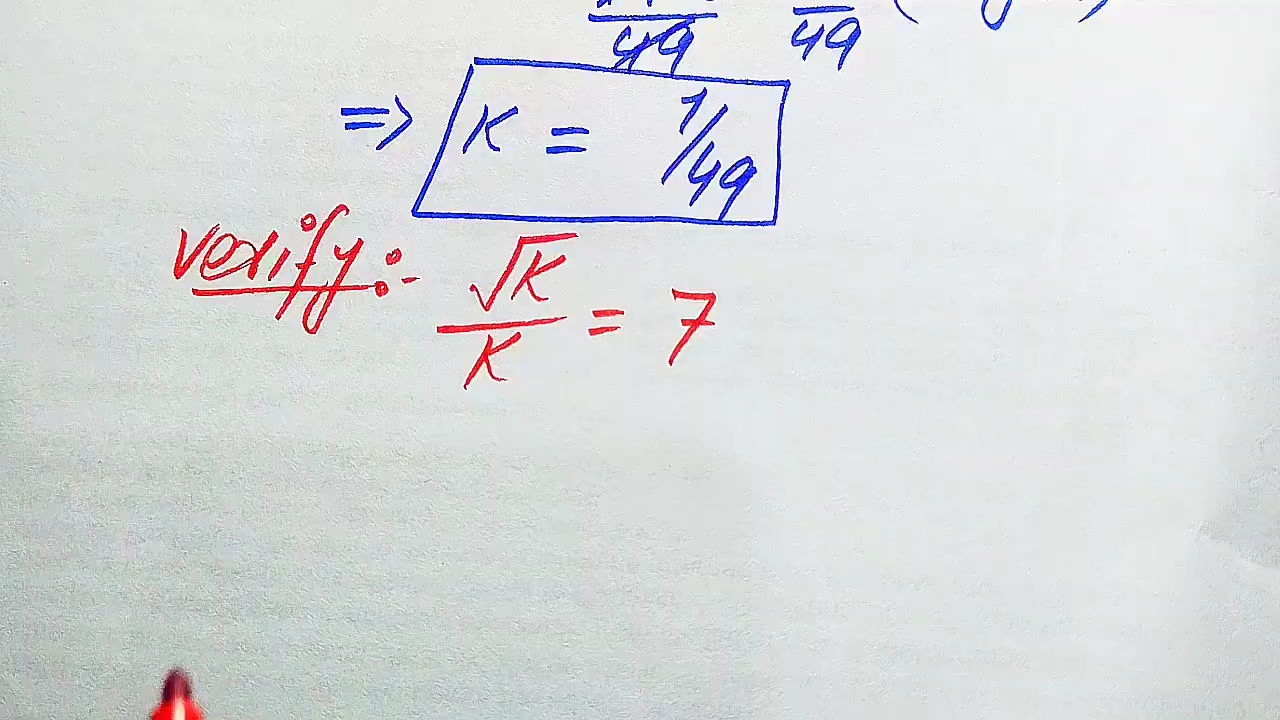 49 49
=> K = 1/49
verify:- √K/K = 7